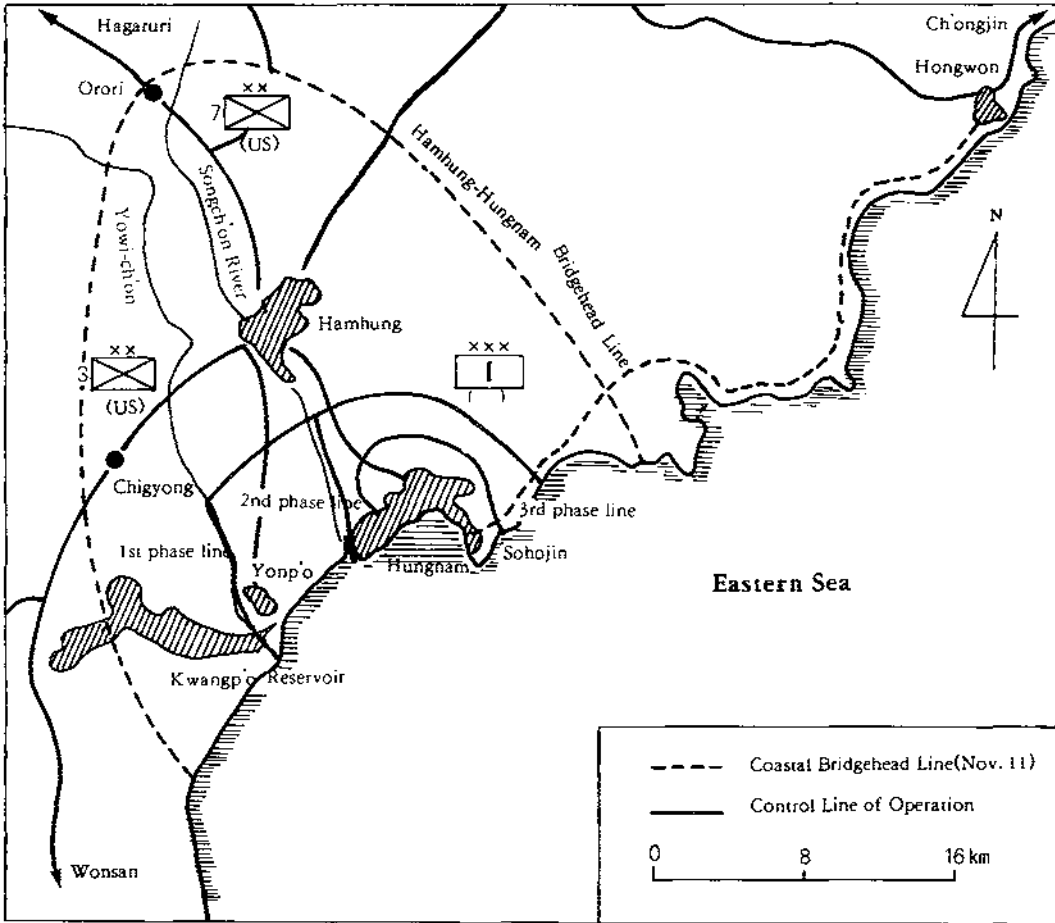 Hagaruri
Ch'ongjin
Hongwon
Orori
××
7
(US)
Hamhung-Hungnam Bridgehead Line
Songch'on River
Yowi-ch'on
N
Hamhung
××
3
(US)
×××
I
( )
Chigyong
2nd phase line
3rd phase line
1st phase line
Yonp'o
Hungnam
Sohojin
Eastern Sea
Kwangp'o Reservoir
Wonsan
Coastal Bridgehead Line(Nov. 11)
Control Line of Operation
0 8 16 km